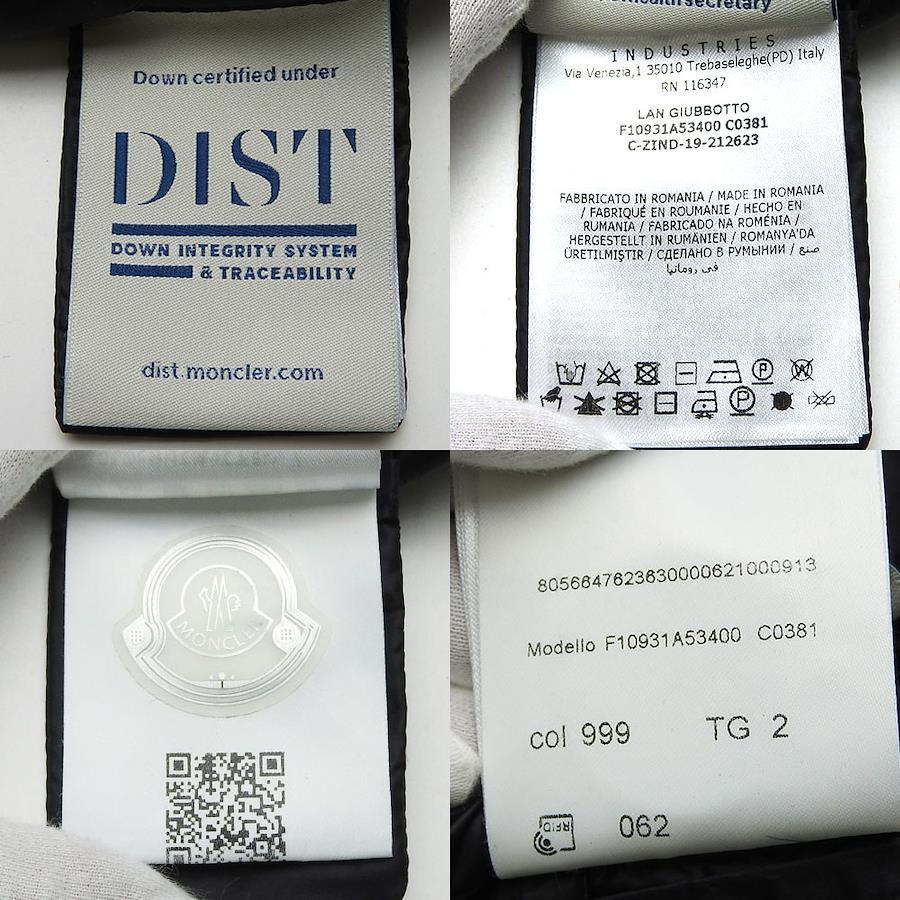 Down certified under
DIST
DOWN INTEGRITY SYSTEM
& TRACEABILITY
dist.moncler.com
INDUSTRIES
Via Venezia,1 35010 Trebaseleghe(PD) Italy
RN 116347
LAN GIUBBOTTO
F10931A53400 C0381
C-ZIND-19-212623
FABBRICATO IN ROMANIA / MADE IN ROMANIA
/ FABRIQUÉ EN ROUMANIE / HECHO EN
RUMANIA / FABRICADO NA ROMÉNIA /
HERGESTELLT IN RUMÄNIEN / ROMANYA'DA
ÜRETILMIŞTIR / СДЕЛАНО В РУМЫНИИ / صنع
في رومانيا
MONCLER
8056647623630000621000913
Modello F10931A53400 C0381
col 999 TG 2
RFID 062